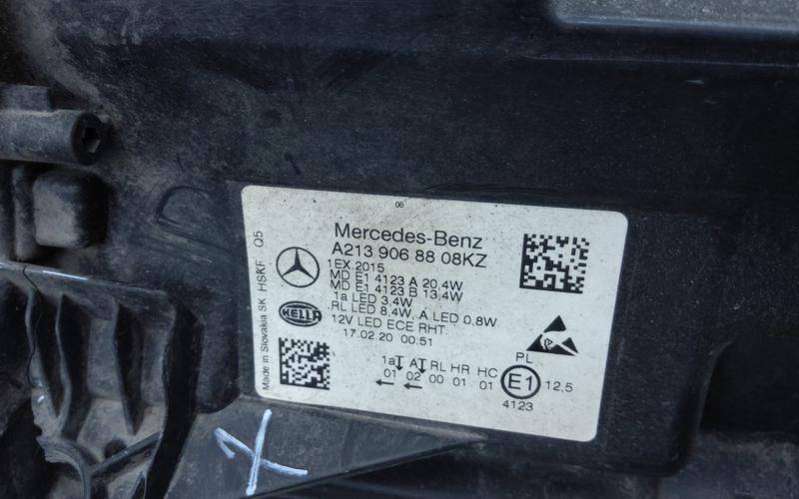 06
Mercedes-Benz
A213 906 88 08KZ
1EX 2015
MD E1 4123 A 20,4W
MD E1 4123 B 13,4W
1a LED 3,4W
RL LED 8,4W, A LED 0,8W
12V LED ECE RHT.
17.02.20 00:51
HELLA
Made in Slovakia SK HSKF Q5
PL
1a A RL HR HC
01 02 00 01 01 E1 12,5
4123
X